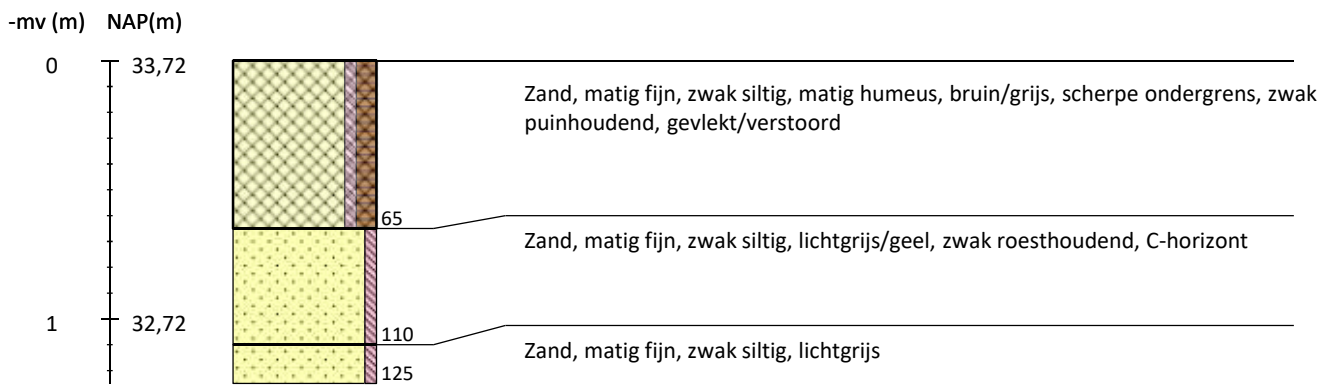 -mv (m) NAP(m)
0 33,72
Zand, matig fijn, zwak siltig, matig humeus, bruin/grijs, scherpe ondergrens, zwak
puinhoudend, gevlekt/verstoord
65
Zand, matig fijn, zwak siltig, lichtgrijs/geel, zwak roesthoudend, C-horizont
1 32,72
110
Zand, matig fijn, zwak siltig, lichtgrijs
125